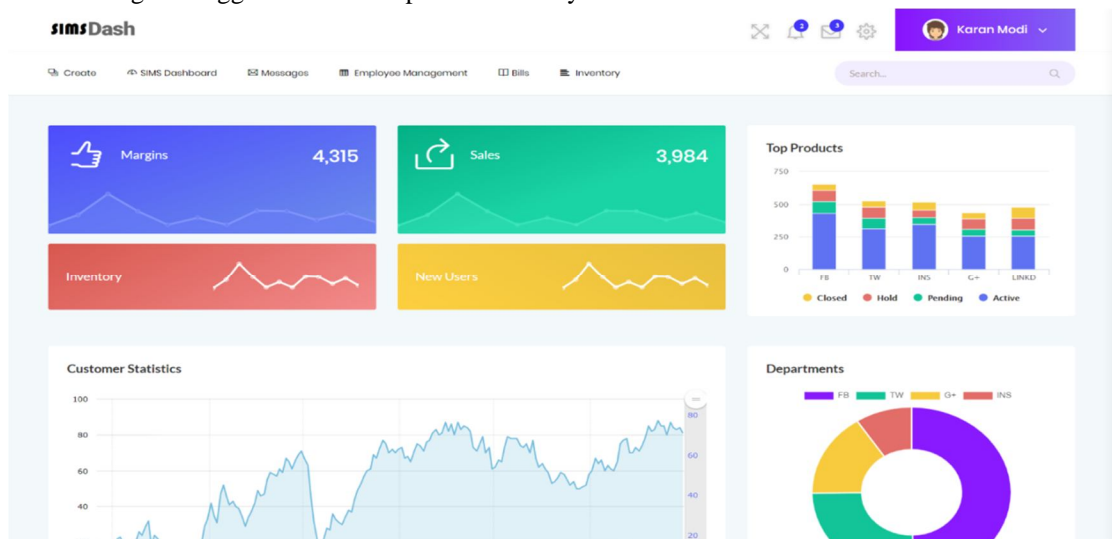 SIMSDash
2 3
Karan Modi
Create SIMS Dashboard Messages Employee Management Bills Inventory
Search...
Margins 4,315
Sales 3,984
Inventory
New Users
Top Products
750
500
250
0
FB TW INS G+ LINKD
Closed Hold Pending Active
Customer Statistics
100
80
60
40
80
60
40
20
Departments
FB TW G+ INS